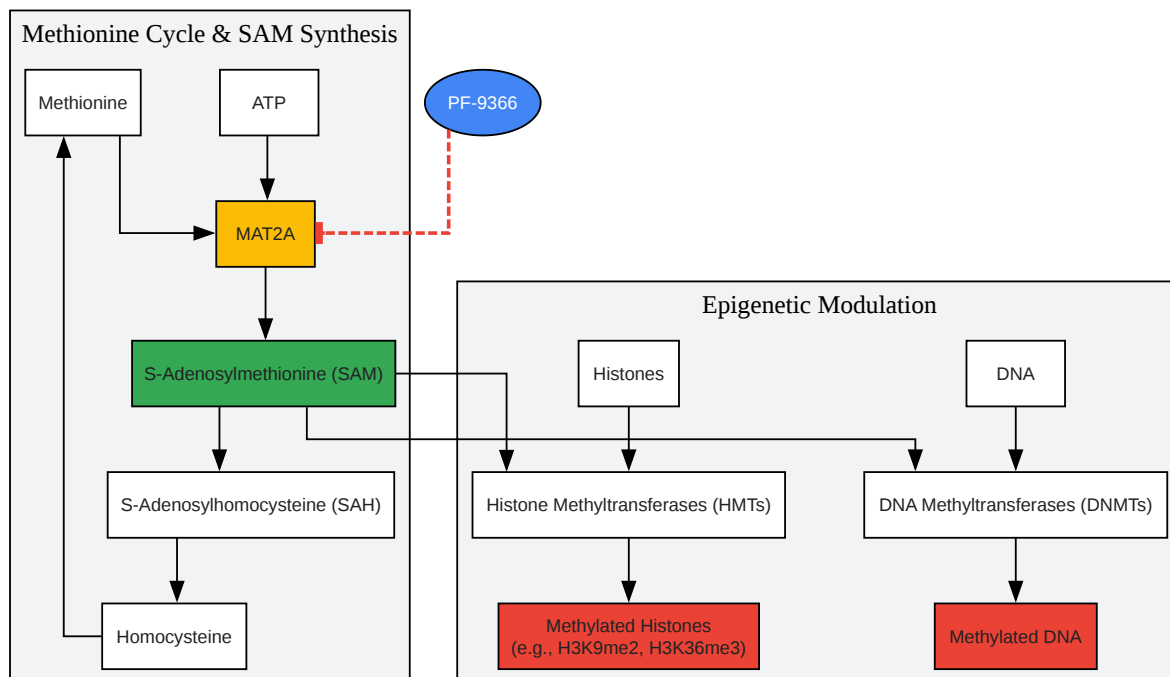 Methionine Cycle & SAM Synthesis
Methionine
ATP
PF-9366
MAT2A
Epigenetic Modulation
S-Adenosylmethionine (SAM)
Histones
DNA
S-Adenosylhomocysteine (SAH)
Histone Methyltransferases (HMTs)
DNA Methyltransferases (DNMTs)
Homocysteine
Methylated Histones
(e.g., H3K9me2, H3K36me3)
Methylated DNA